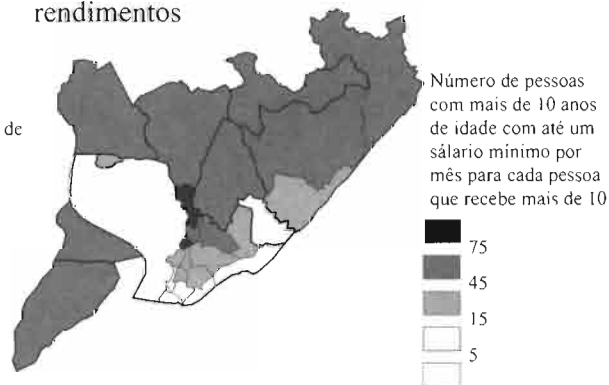 rendimentos
de
Número de pessoas
com mais de 10 anos
de idade com até um
sálario mínimo por
mês para cada pessoa
que recebe mais de 10
75
45
15
5